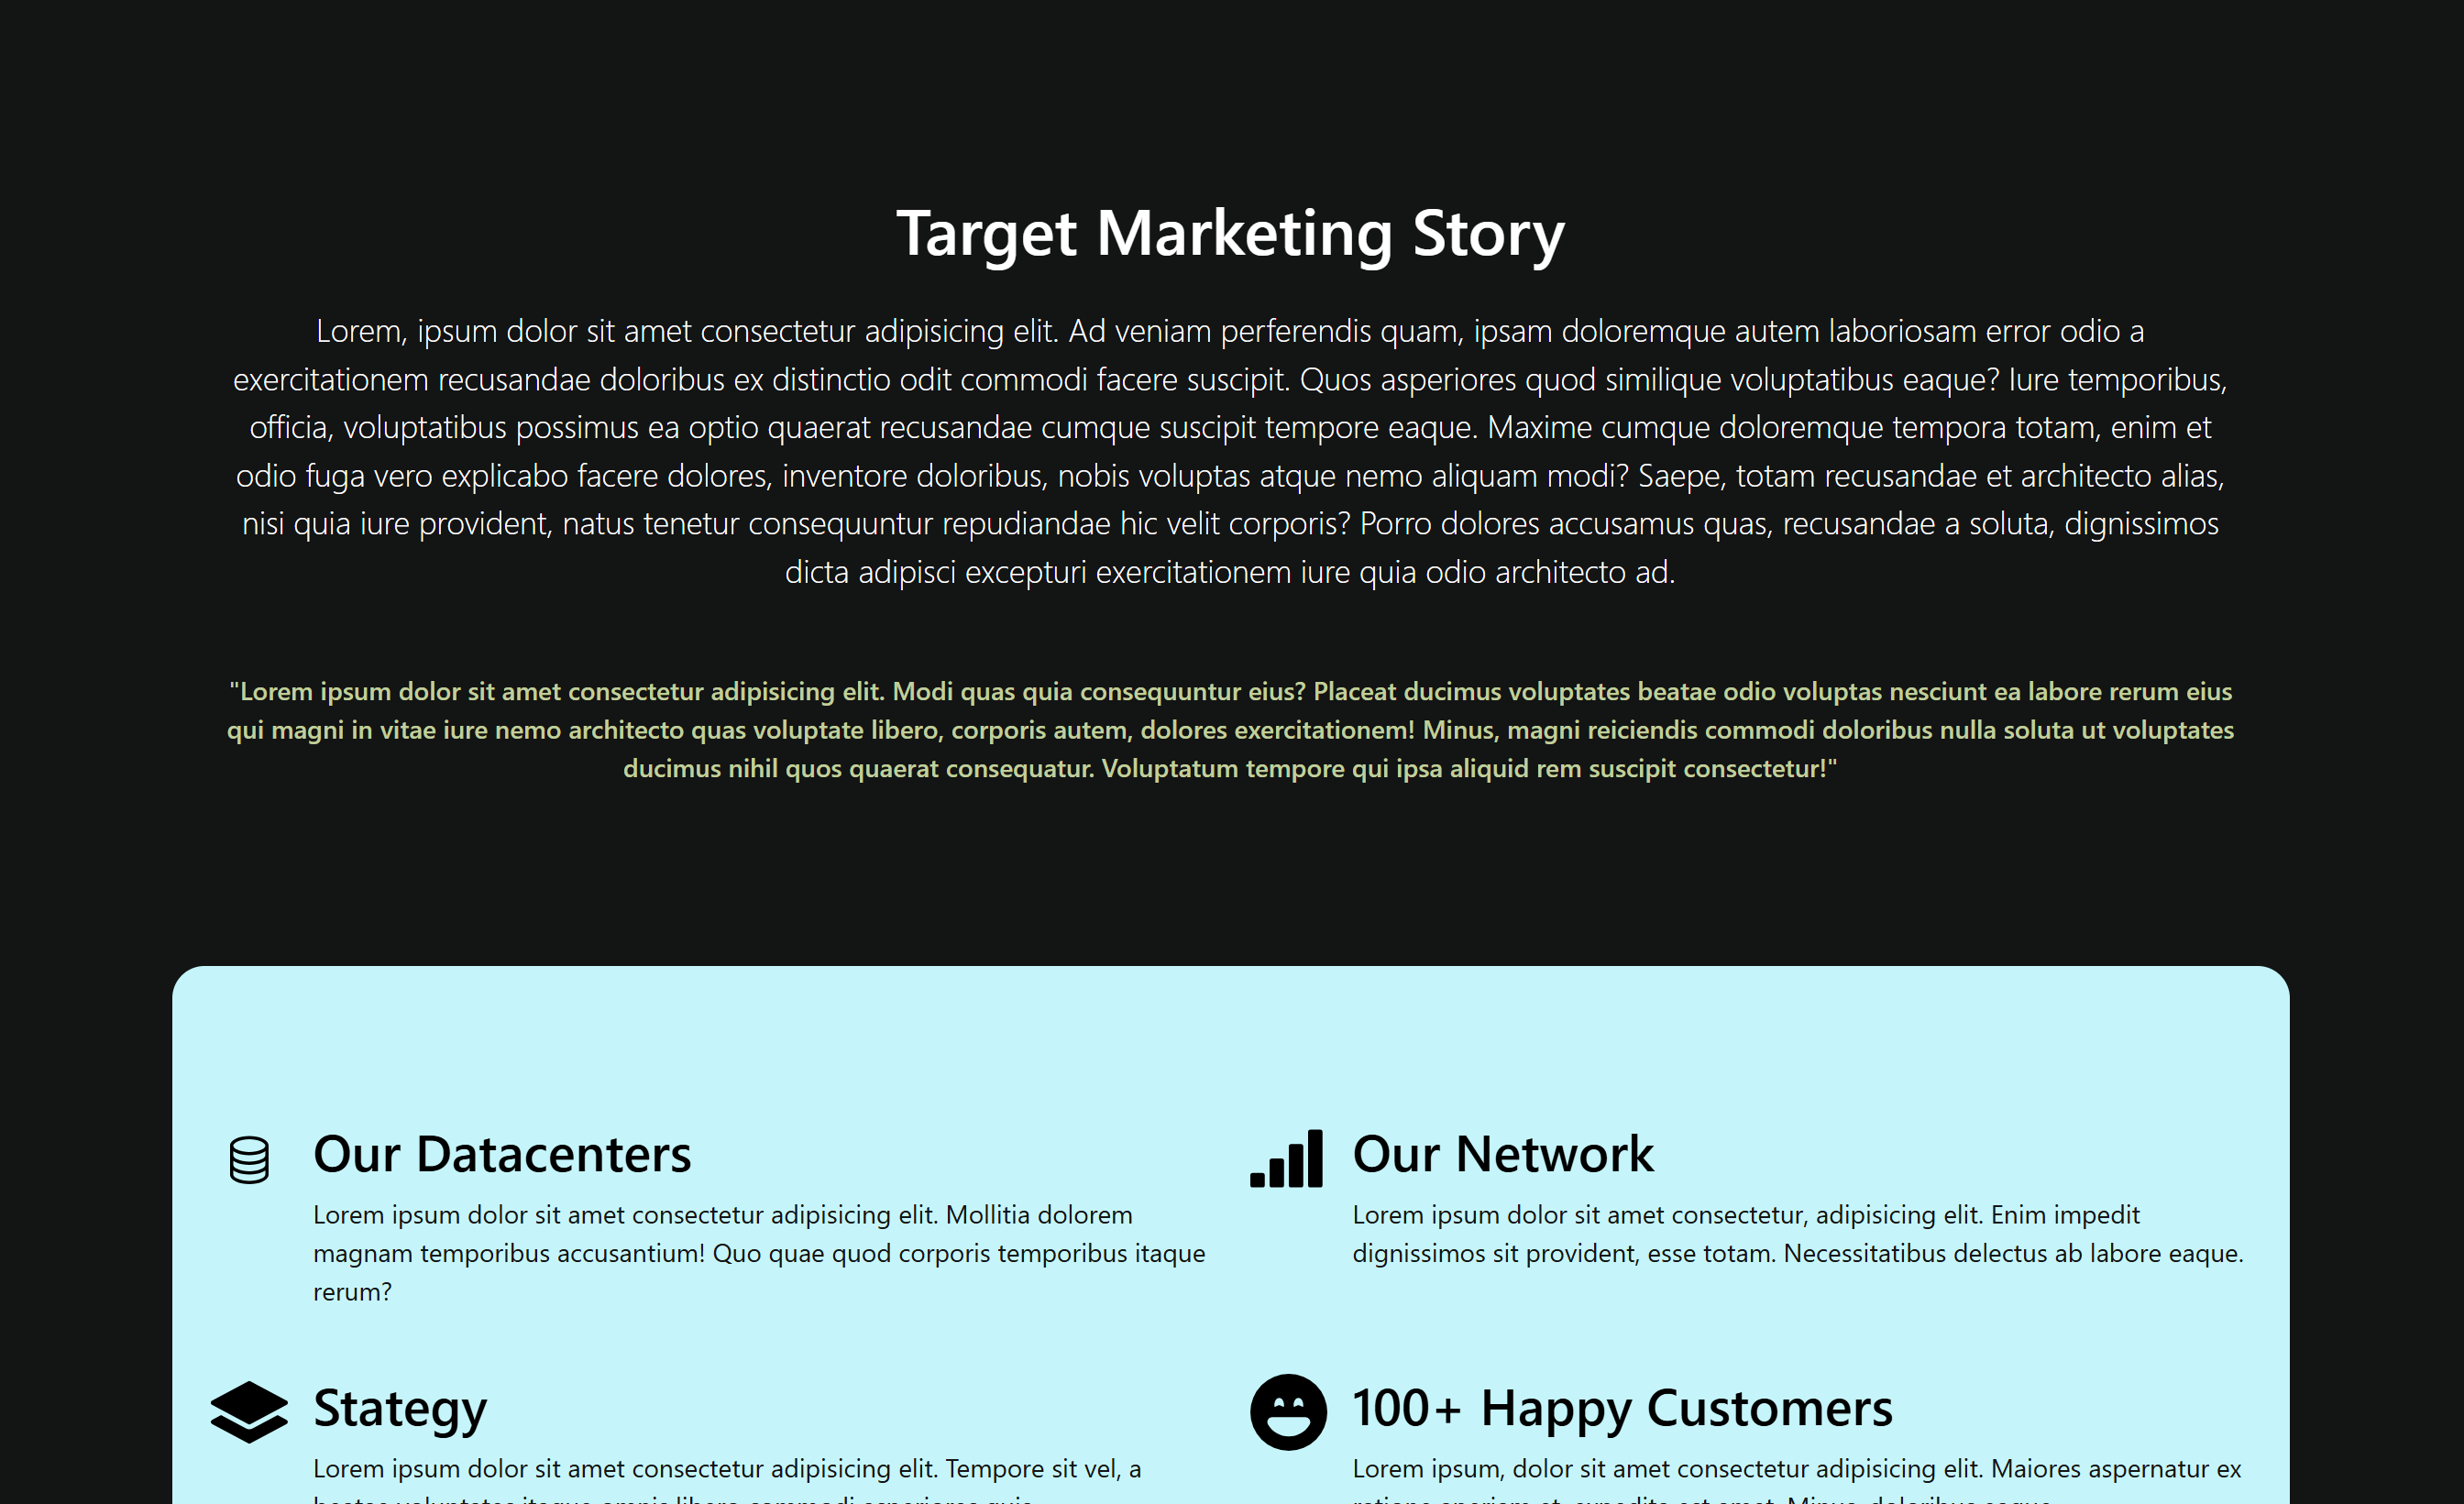 Target Marketing Story
Lorem, ipsum dolor sit amet consectetur adipisicing elit. Ad veniam perferendis quam, ipsam doloremque autem laboriosam error odio a
exercitationem recusandae doloribus ex distinctio odit commodi facere suscipit. Quos asperiores quod similique voluptatibus eaque? Iure temporibus,
officia, voluptatibus possimus ea optio quaerat recusandae cumque suscipit tempore eaque. Maxime cumque doloremque tempora totam, enim et
odio fuga vero explicabo facere dolores, inventore doloribus, nobis voluptas atque nemo aliquam modi? Saepe, totam recusandae et architecto alias,
nisi quia iure provident, natus tenetur consequuntur repudiandae hic velit corporis? Porro dolores accusamus quas, recusandae a soluta, dignissimos
dicta adipisci excepturi exercitationem iure quia odio architecto ad.
"Lorem ipsum dolor sit amet consectetur adipisicing elit. Modi quas quia consequuntur eius? Placeat ducimus voluptates beatae odio voluptas nesciunt ea labore rerum eius
qui magni in vitae iure nemo architecto quas voluptate libero, corporis autem, dolores exercitationem! Minus, magni reiciendis commodi doloribus nulla soluta ut voluptates
ducimus nihil quos quaerat consequatur. Voluptatum tempore qui ipsa aliquid rem suscipit consectetur!"
Our Datacenters
Lorem ipsum dolor sit amet consectetur adipisicing elit. Mollitia dolorem
magnam temporibus accusantium! Quo quae quod corporis temporibus itaque
rerum?
Our Network
Lorem ipsum dolor sit amet consectetur, adipisicing elit. Enim impedit
dignissimos sit provident, esse totam. Necessitatibus delectus ab labore eaque.
Stategy
Lorem ipsum dolor sit amet consectetur adipisicing elit. Tempore sit vel, a
100+ Happy Customers
Lorem ipsum, dolor sit amet consectetur adipisicing elit. Maiores aspernatur ex